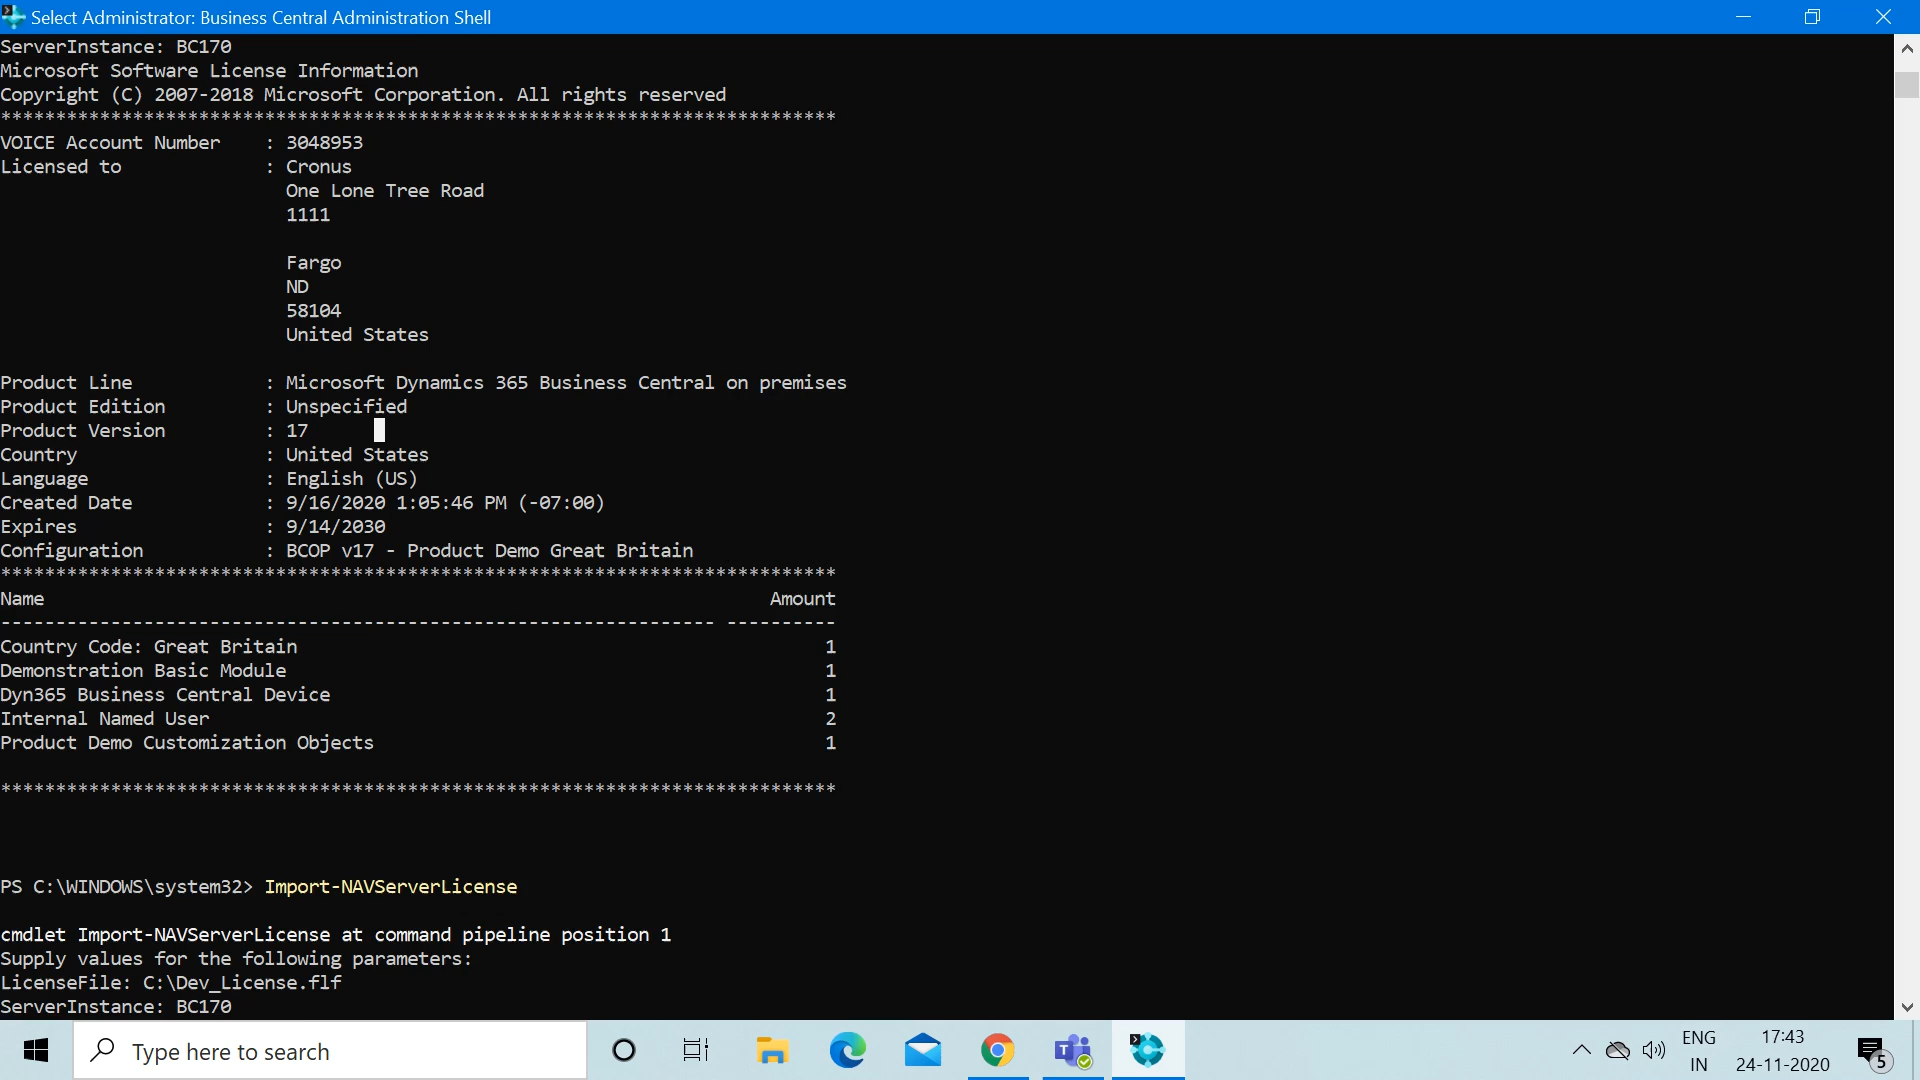 Select Administrator: Business Central Administration Shell
ServerInstance: BC170
Microsoft Software License Information
Copyright (C) 2007-2018 Microsoft Corporation. All rights reserved
****************************************************************************
VOICE Account Number : 3048953
Licensed to : Cronus
One Lone Tree Road
1111
Fargo
ND
58104
United States
Product Line : Microsoft Dynamics 365 Business Central on premises
Product Edition : Unspecified
Product Version : 17
Country : United States
Language : English (US)
Created Date : 9/16/2020 1:05:46 PM (-07:00)
Expires : 9/14/2030
Configuration : BCOP v17 - Product Demo Great Britain
****************************************************************************
Name Amount
----------------------------------------------------------------- ----------
Country Code: Great Britain 1
Demonstration Basic Module 1
Dyn365 Business Central Device 1
Internal Named User 2
Product Demo Customization Objects 1
****************************************************************************
PS C:\WINDOWS\system32> Import-NAVServerLicense
cmdlet Import-NAVServerLicense at command pipeline position 1
Supply values for the following parameters:
LicenseFile: C:\Dev_License.flf
ServerInstance: BC170
Type here to search
ENG
IN
17:43
24-11-2020
5